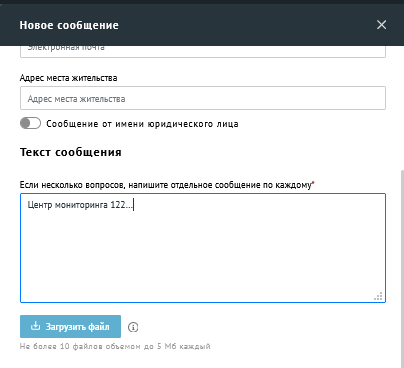 Новое сообщение
Электронная почта
Адрес места жительства
Адрес места жительства
Сообщение от имени юридического лица
Текст сообщения
Если несколько вопросов, напишите отдельное сообщение по каждому*
Центр мониторинга 122...
Загрузить файл
Не более 10 файлов объемом до 5 Мб каждый